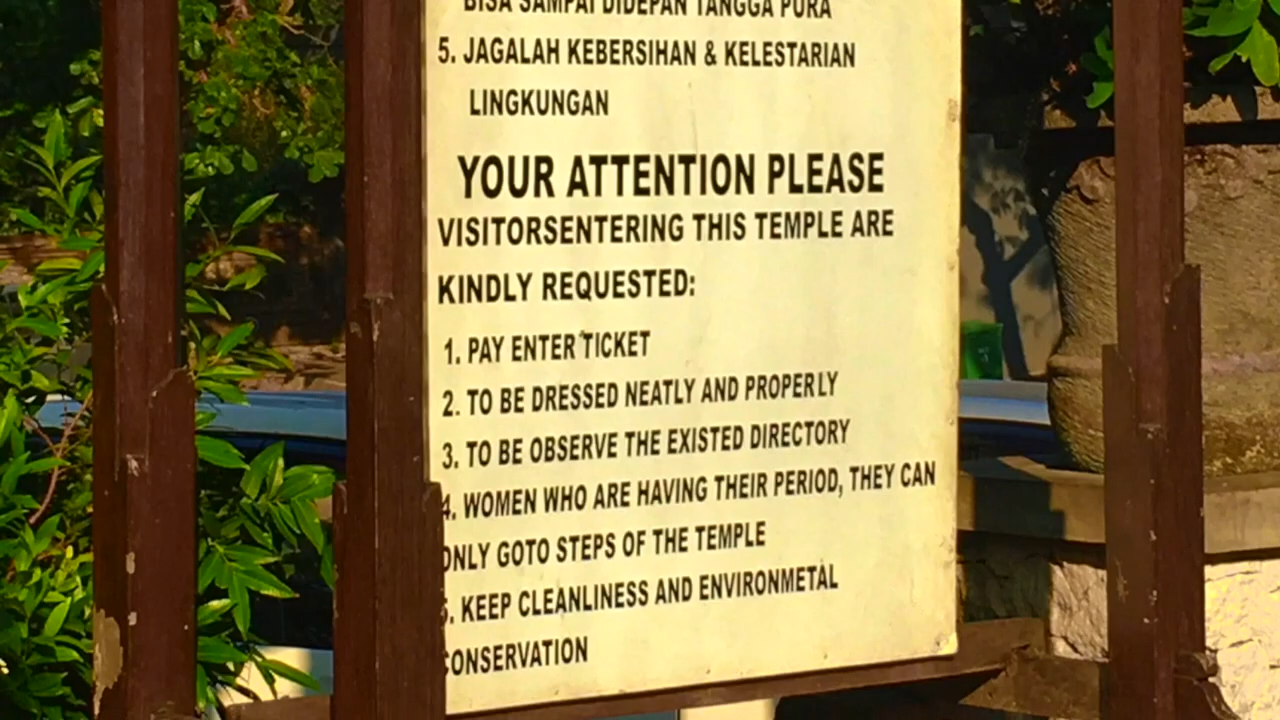 BISA SAMPAI DIDEPAN TANGGA PURA
5. JAGALAH KEBERSIHAN & KELESTARIAN
LINGKUNGAN
YOUR ATTENTION PLEASE
VISITORSENTERING THIS TEMPLE ARE
KINDLY REQUESTED:
1. PAY ENTER TICKET
2. TO BE DRESSED NEATLY AND PROPERLY
3. TO BE OBSERVE THE EXISTED DIRECTORY
4. WOMEN WHO ARE HAVING THEIR PERIOD, THEY CAN
ONLY GOTO STEPS OF THE TEMPLE
5. KEEP CLEANLINESS AND ENVIRONMETAL
CONSERVATION